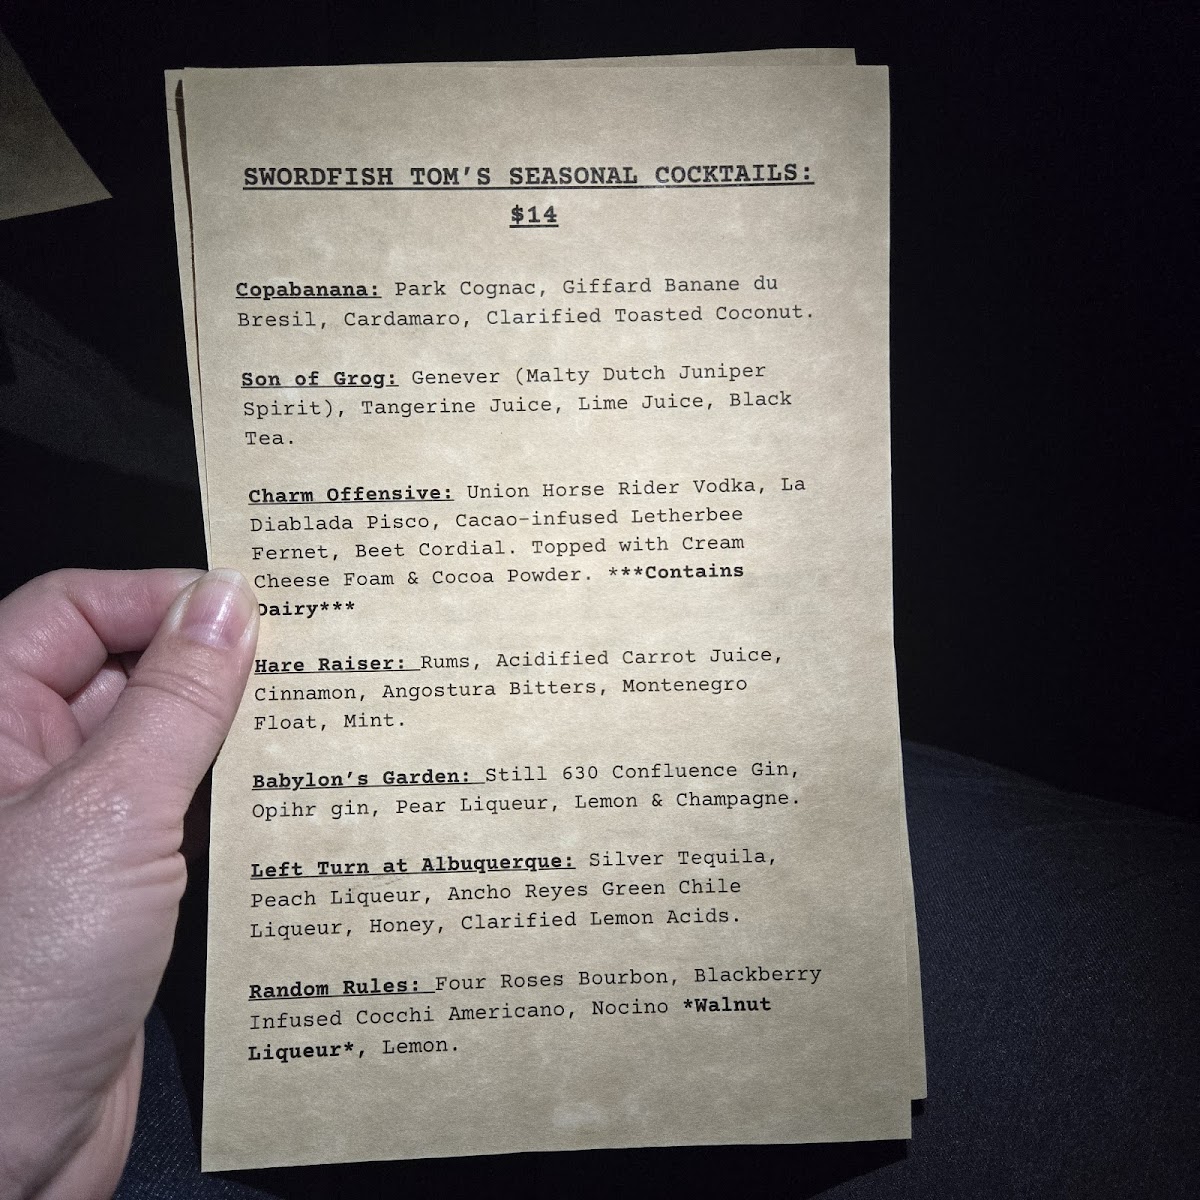 SWORDFISH TOM'S SEASONAL COCKTAILS:
$14
Copabanana: Park Cognac, Giffard Banane du
Bresil, Cardamaro, Clarified Toasted Coconut.
Son of Grog: Genever (Malty Dutch Juniper
Spirit), Tangerine Juice, Lime Juice, Black
Tea.
Charm Offensive: Union Horse Rider Vodka, La
Diablada Pisco, Cacao-infused Letherbee
Fernet, Beet Cordial. Topped with Cream
Cheese Foam & Cocoa Powder. ***Contains
Dairy***
Hare Raiser: Rums, Acidified Carrot Juice,
Cinnamon, Angostura Bitters, Montenegro
Float, Mint.
Babylon's Garden: Still 630 Confluence Gin,
Opihr gin, Pear Liqueur, Lemon & Champagne.
Left Turn at Albuquerque: Silver Tequila,
Peach Liqueur, Ancho Reyes Green Chile
Liqueur, Honey, Clarified Lemon Acids.
Random Rules: Four Roses Bourbon, Blackberry
Infused Cocchi Americano, Nocino *Walnut
Liqueur*, Lemon.